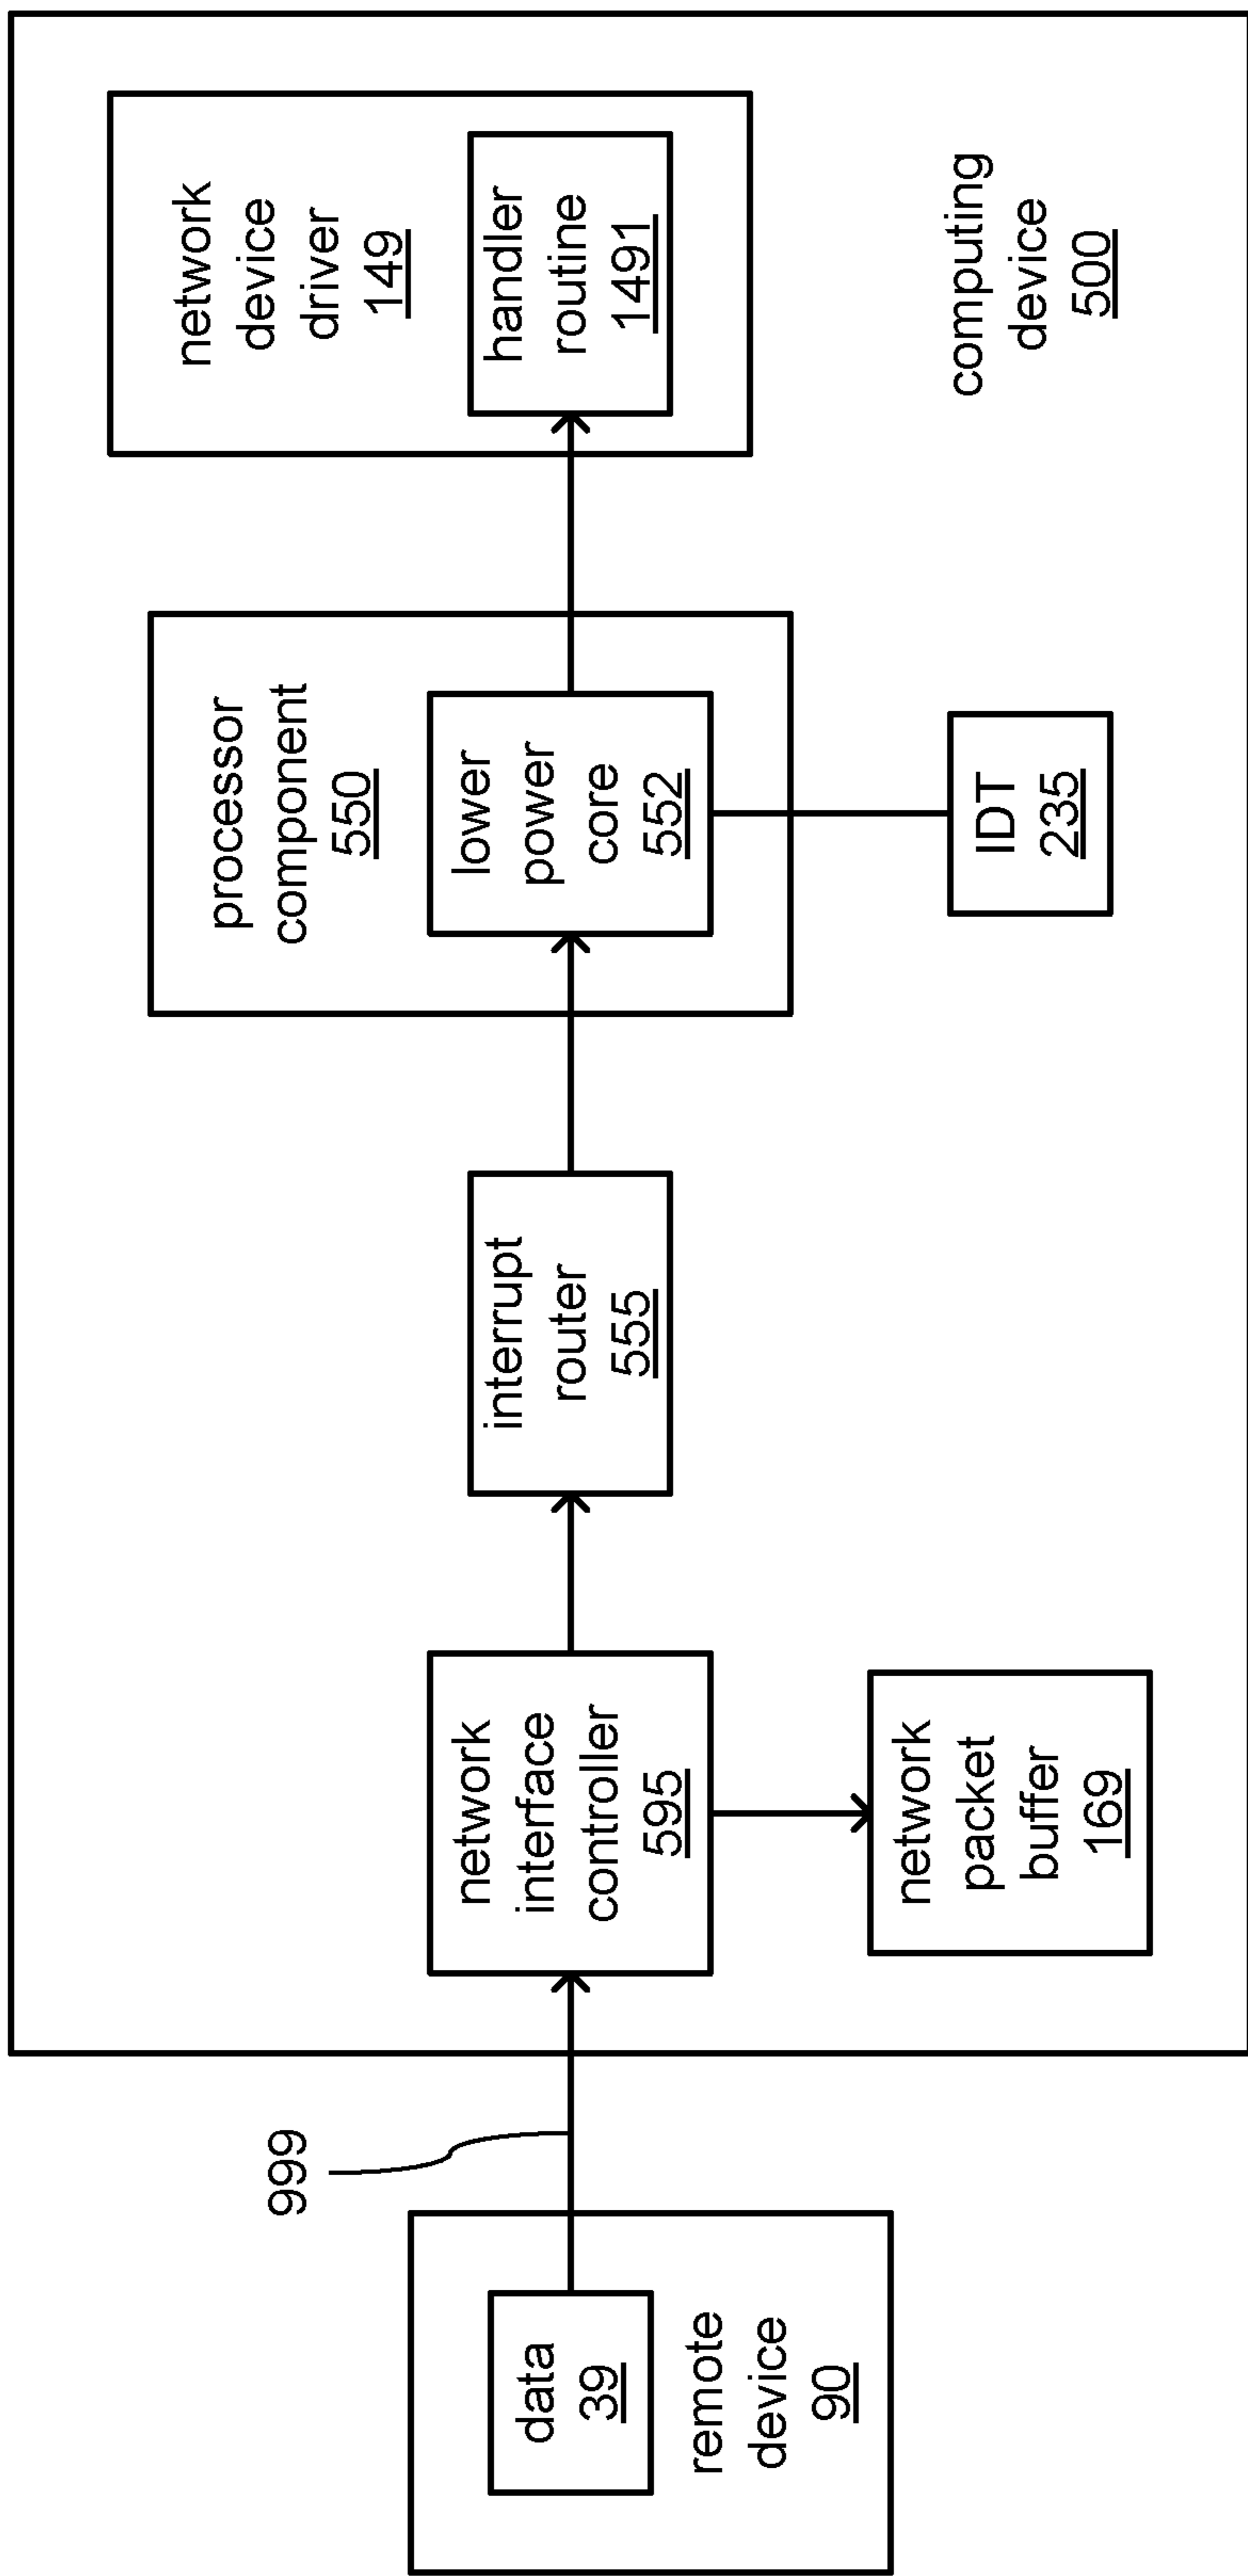 data
39
remote
device
90
999
network
interface
controller
595
network
packet
buffer
169
interrupt
router
555
processor
component
550
lower
power
core
552
IDT
235
network
device
driver
149
handler
routine
1491
computing
device
500